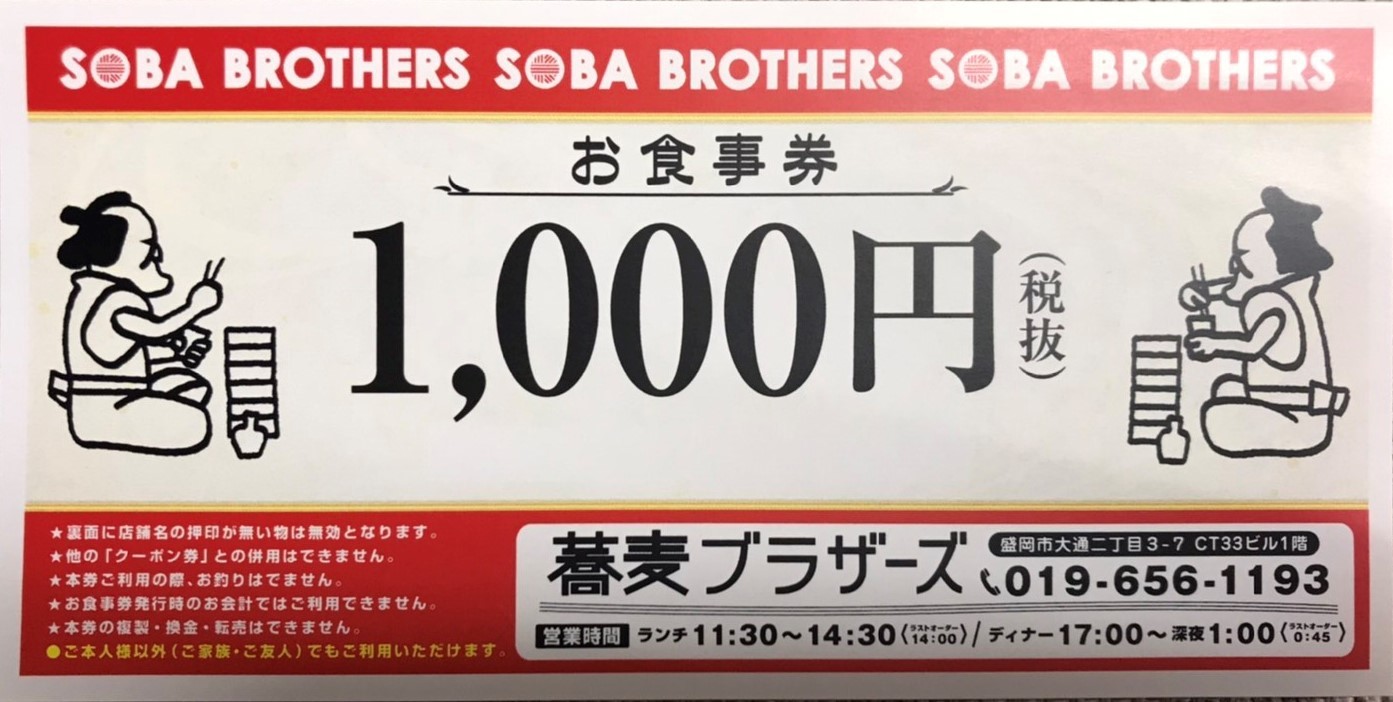 SOBA BROTHERS SOBA BROTHERS SOBA BROTHERS
お食事券
1,000円(税抜)
★裏面に店舗名の押印が無い物は無効となります。
★他の「クーポン券」との併用はできません。
★本券ご利用の際、お釣りはでません。
★お食事券発行時のお会計ではご利用できません。
★本券の複製・換金・転売はできません。
●ご本人様以外(ご家族・ご友人)でもご利用いただけます。
蕎麦ブラザーズ
盛岡市大通二丁目3-7 CT33ビル1階
019-656-1193
営業時間 ランチ11:30〜14:30〈ラストオーダー14:00〉/ ディナー17:00〜深夜1:00〈ラストオーダー0:45〉